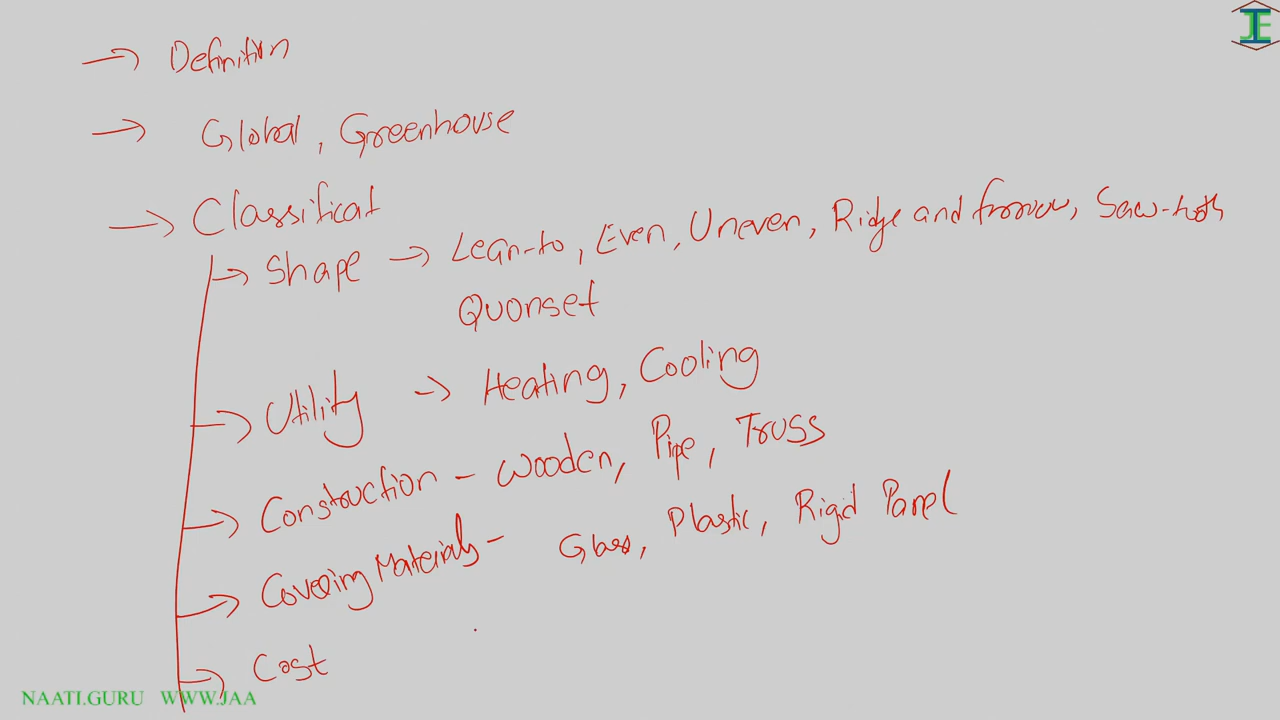 → Definition
→ Global, Greenhouse
→ Classificat
→ Shape → Lean-to, Even, Uneven, Ridge and furrow, Saw-tooth
Quonset
→ Utility → Heating, Cooling
→ Construction - Wooden, Pipe, Truss
→ Covering Materials - Glass, Plastic, Rigid Panel
→ Cost
NAATI.GURU WWW.JAA
JE